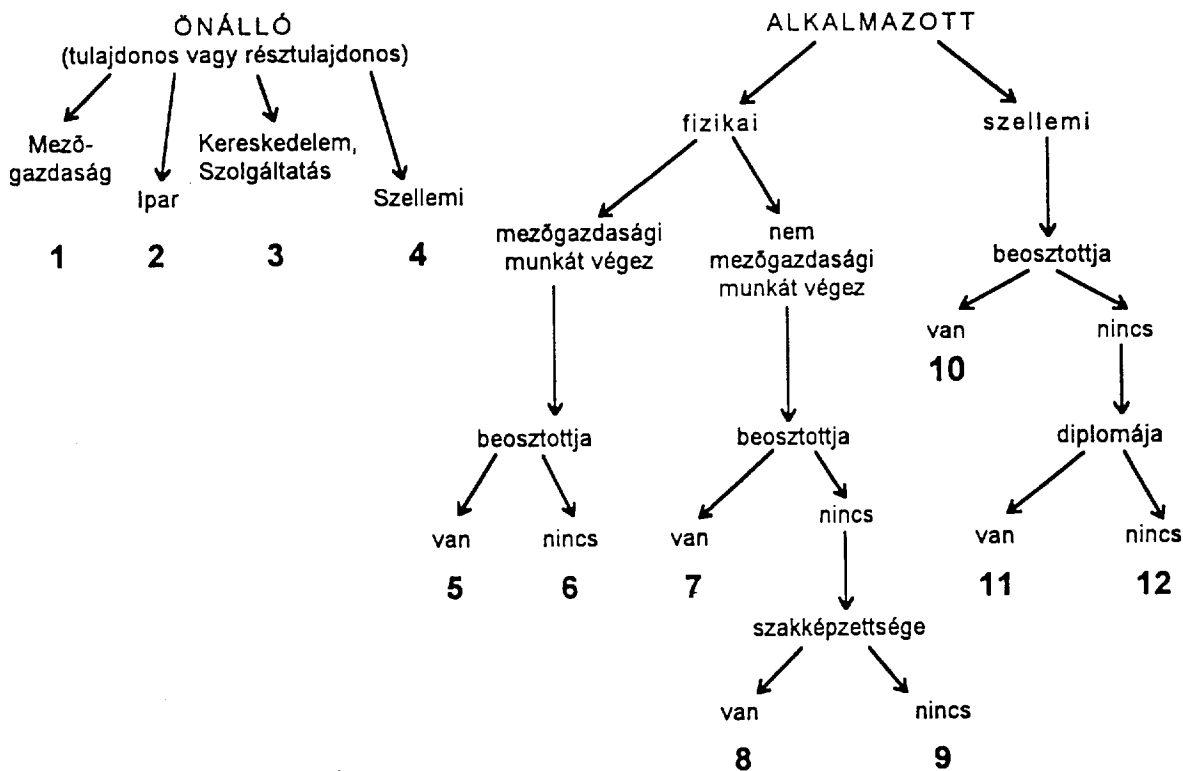 ÖNÁLLÓ
(tulajdonos vagy résztulajdonos)
Mező-
gazdaság
Ipar
Kereskedelem,
Szolgáltatás
Szellemi
1
2
3
4
ALKALMAZOTT
fizikai
szellemi
mezőgazdasági
munkát végez
nem
mezőgazdasági
munkát végez
beosztottja
van
nincs
10
beosztottja
beosztottja
diplomája
van
nincs
van
nincs
van
nincs
5
6
7
11
12
szakképzettsége
van
nincs
8
9